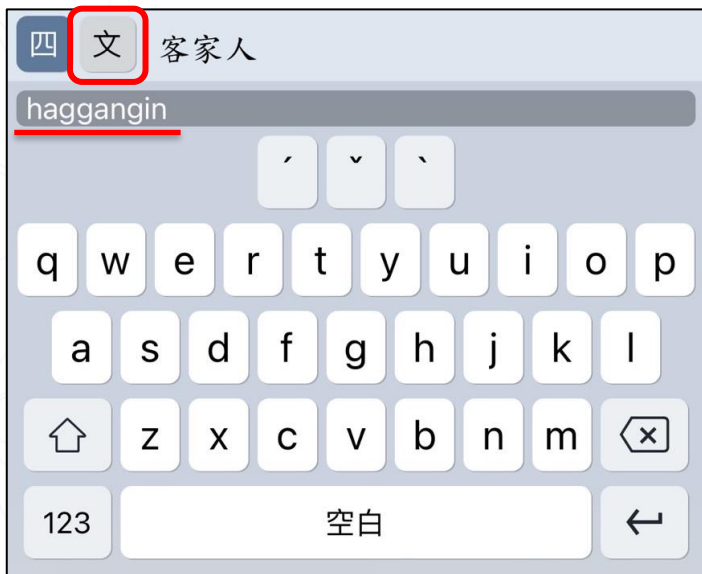 四 文 客家人
haggangin
ˊ ˇ ˋ
q w e r t y u i o p
a s d f g h j k l
z x c v b n m
123 空白